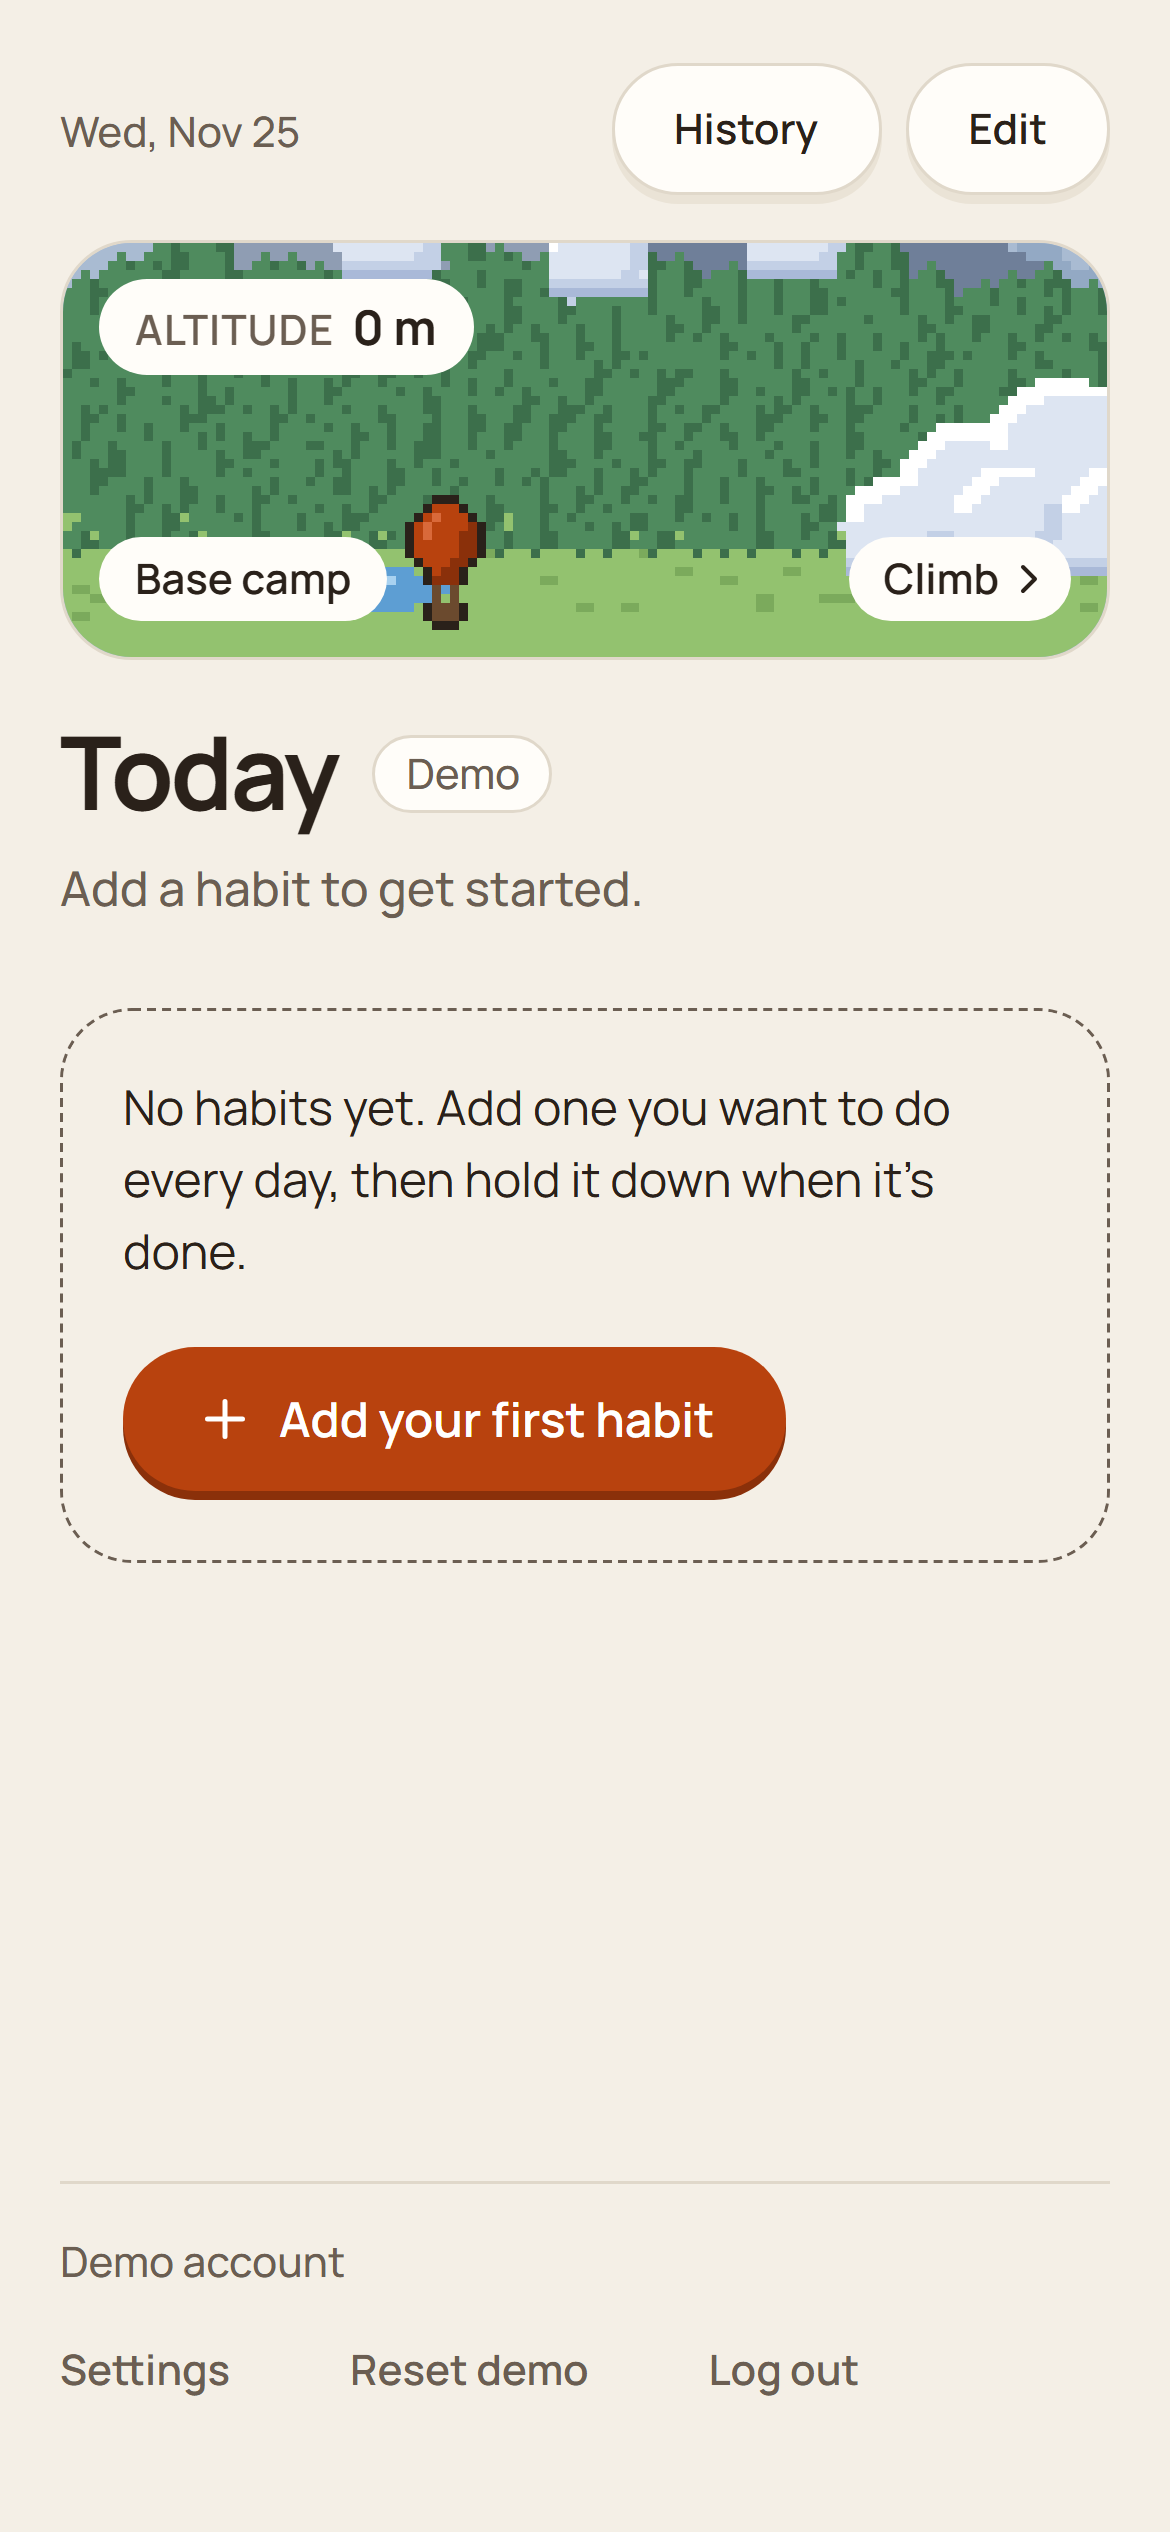 Wed, Nov 25
History
Edit
ALTITUDE 0 m
Base camp
Climb
Today
Demo
Add a habit to get started.
No habits yet. Add one you want to do
every day, then hold it down when it’s
done.
Add your first habit
Demo account
Settings
Reset demo
Log out